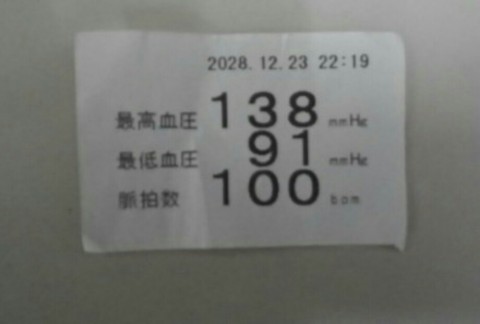 2028.12.23 22:19
最高血圧 138 mmHg
最低血圧 91 mmHg
脈拍数 100 bpm